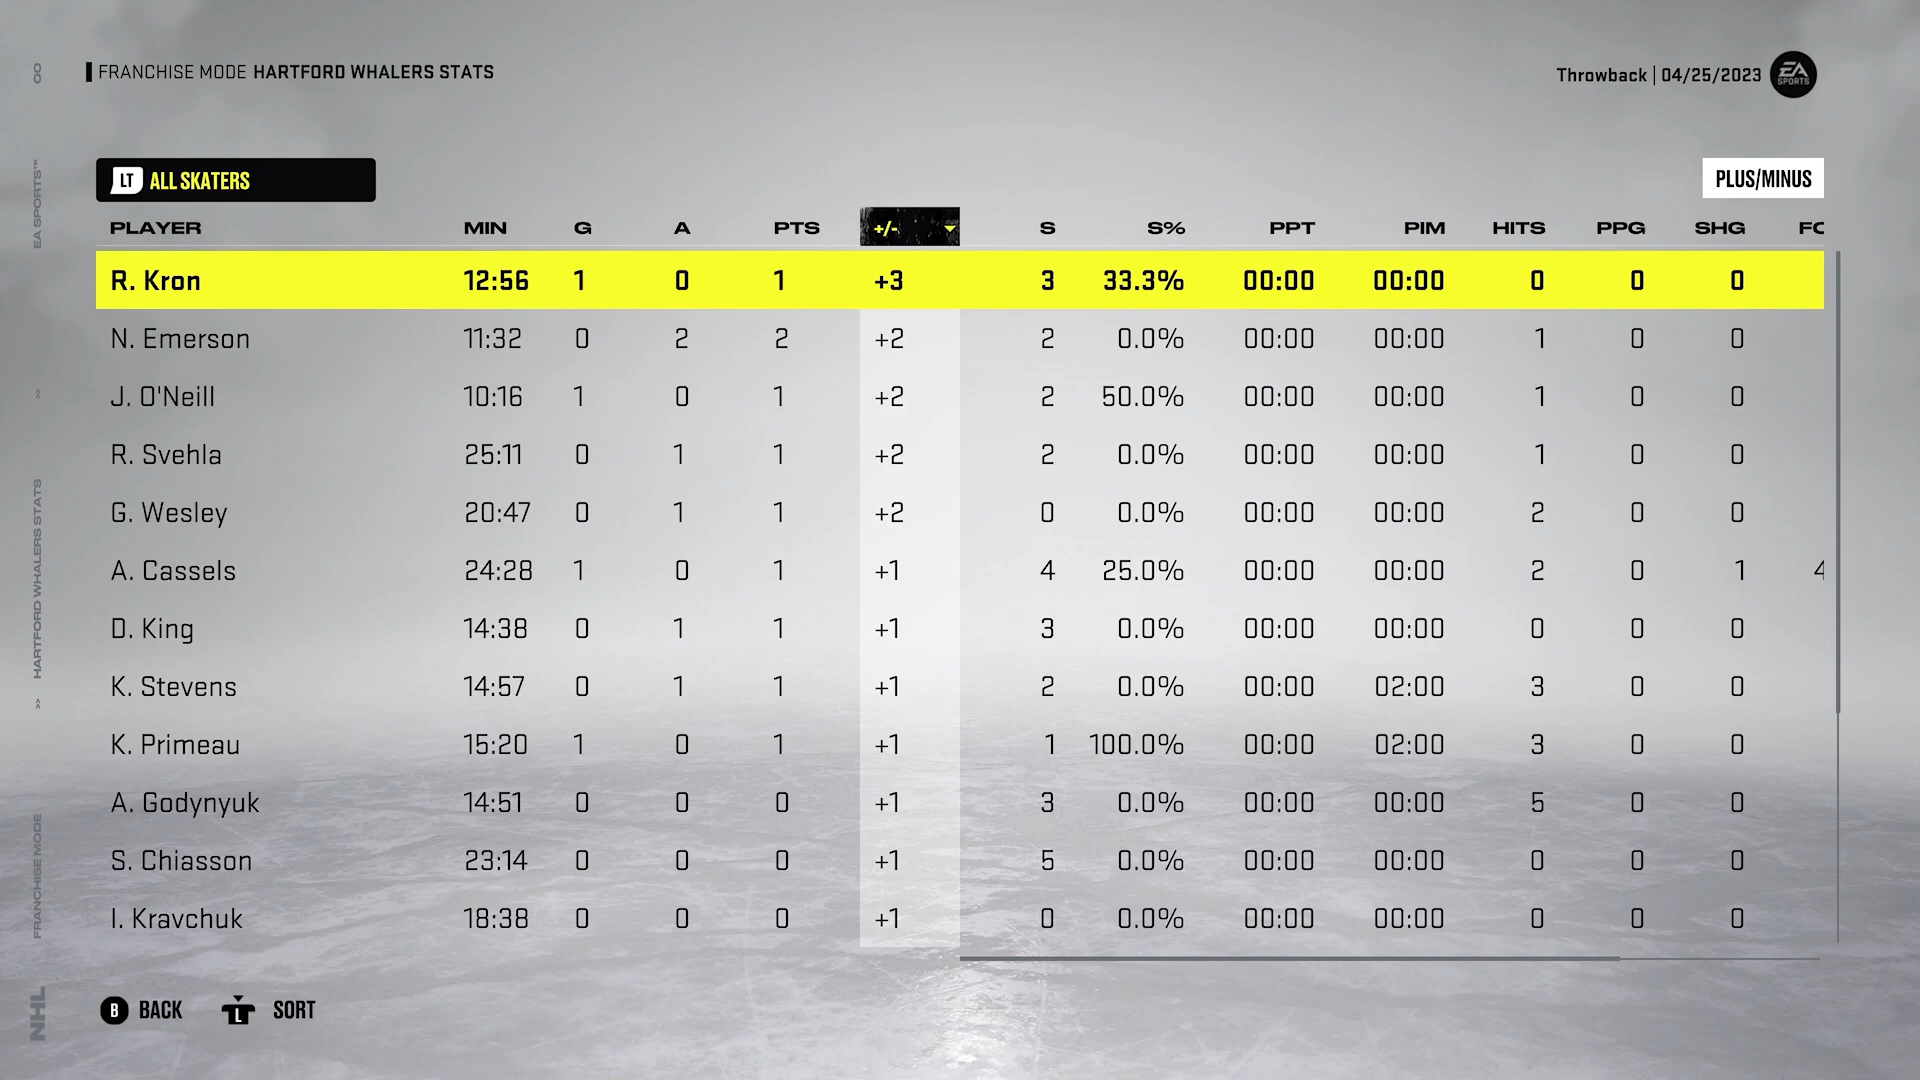 FRANCHISE MODE HARTFORD WHALERS STATS
Throwback | 04/25/2023 EA SPORTS
LT ALL SKATERS
PLUS/MINUS
PLAYER MIN G A PTS +/- S S% PPT PIM HITS PPG SHG
R. Kron 12:56 1 0 1 +3 3 33.3% 00:00 00:00 0 0 0
N. Emerson 11:32 0 2 2 +2 2 0.0% 00:00 00:00 1 0 0
J. O'Neill 10:16 1 0 1 +2 2 50.0% 00:00 00:00 1 0 0
R. Svehla 25:11 0 1 1 +2 2 0.0% 00:00 00:00 1 0 0
G. Wesley 20:47 0 1 1 +2 0 0.0% 00:00 00:00 2 0 0
A. Cassels 24:28 1 0 1 +1 4 25.0% 00:00 00:00 2 0 1
D. King 14:38 0 1 1 +1 3 0.0% 00:00 00:00 0 0 0
K. Stevens 14:57 0 1 1 +1 2 0.0% 00:00 02:00 3 0 0
K. Primeau 15:20 1 0 1 +1 1 100.0% 00:00 02:00 3 0 0
A. Godynyuk 14:51 0 0 0 +1 3 0.0% 00:00 00:00 5 0 0
S. Chiasson 23:14 0 0 0 +1 5 0.0% 00:00 00:00 0 0 0
I. Kravchuk 18:38 0 0 0 +1 0 0.0% 00:00 00:00 0 0 0
B BACK L SORT
NHL FRANCHISE MODE >> HARTFORD WHALERS STATS >> EA SPORTS™ 00